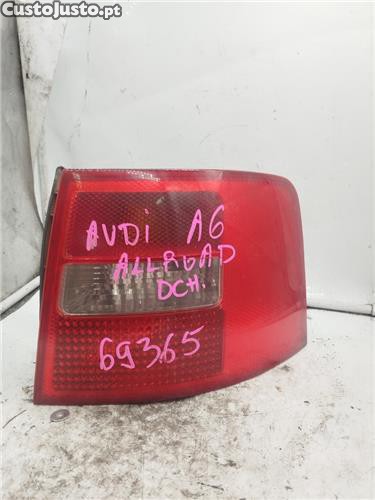 CustoJusto.pt
AUDi A6
ALLROAD
DCH.
69365